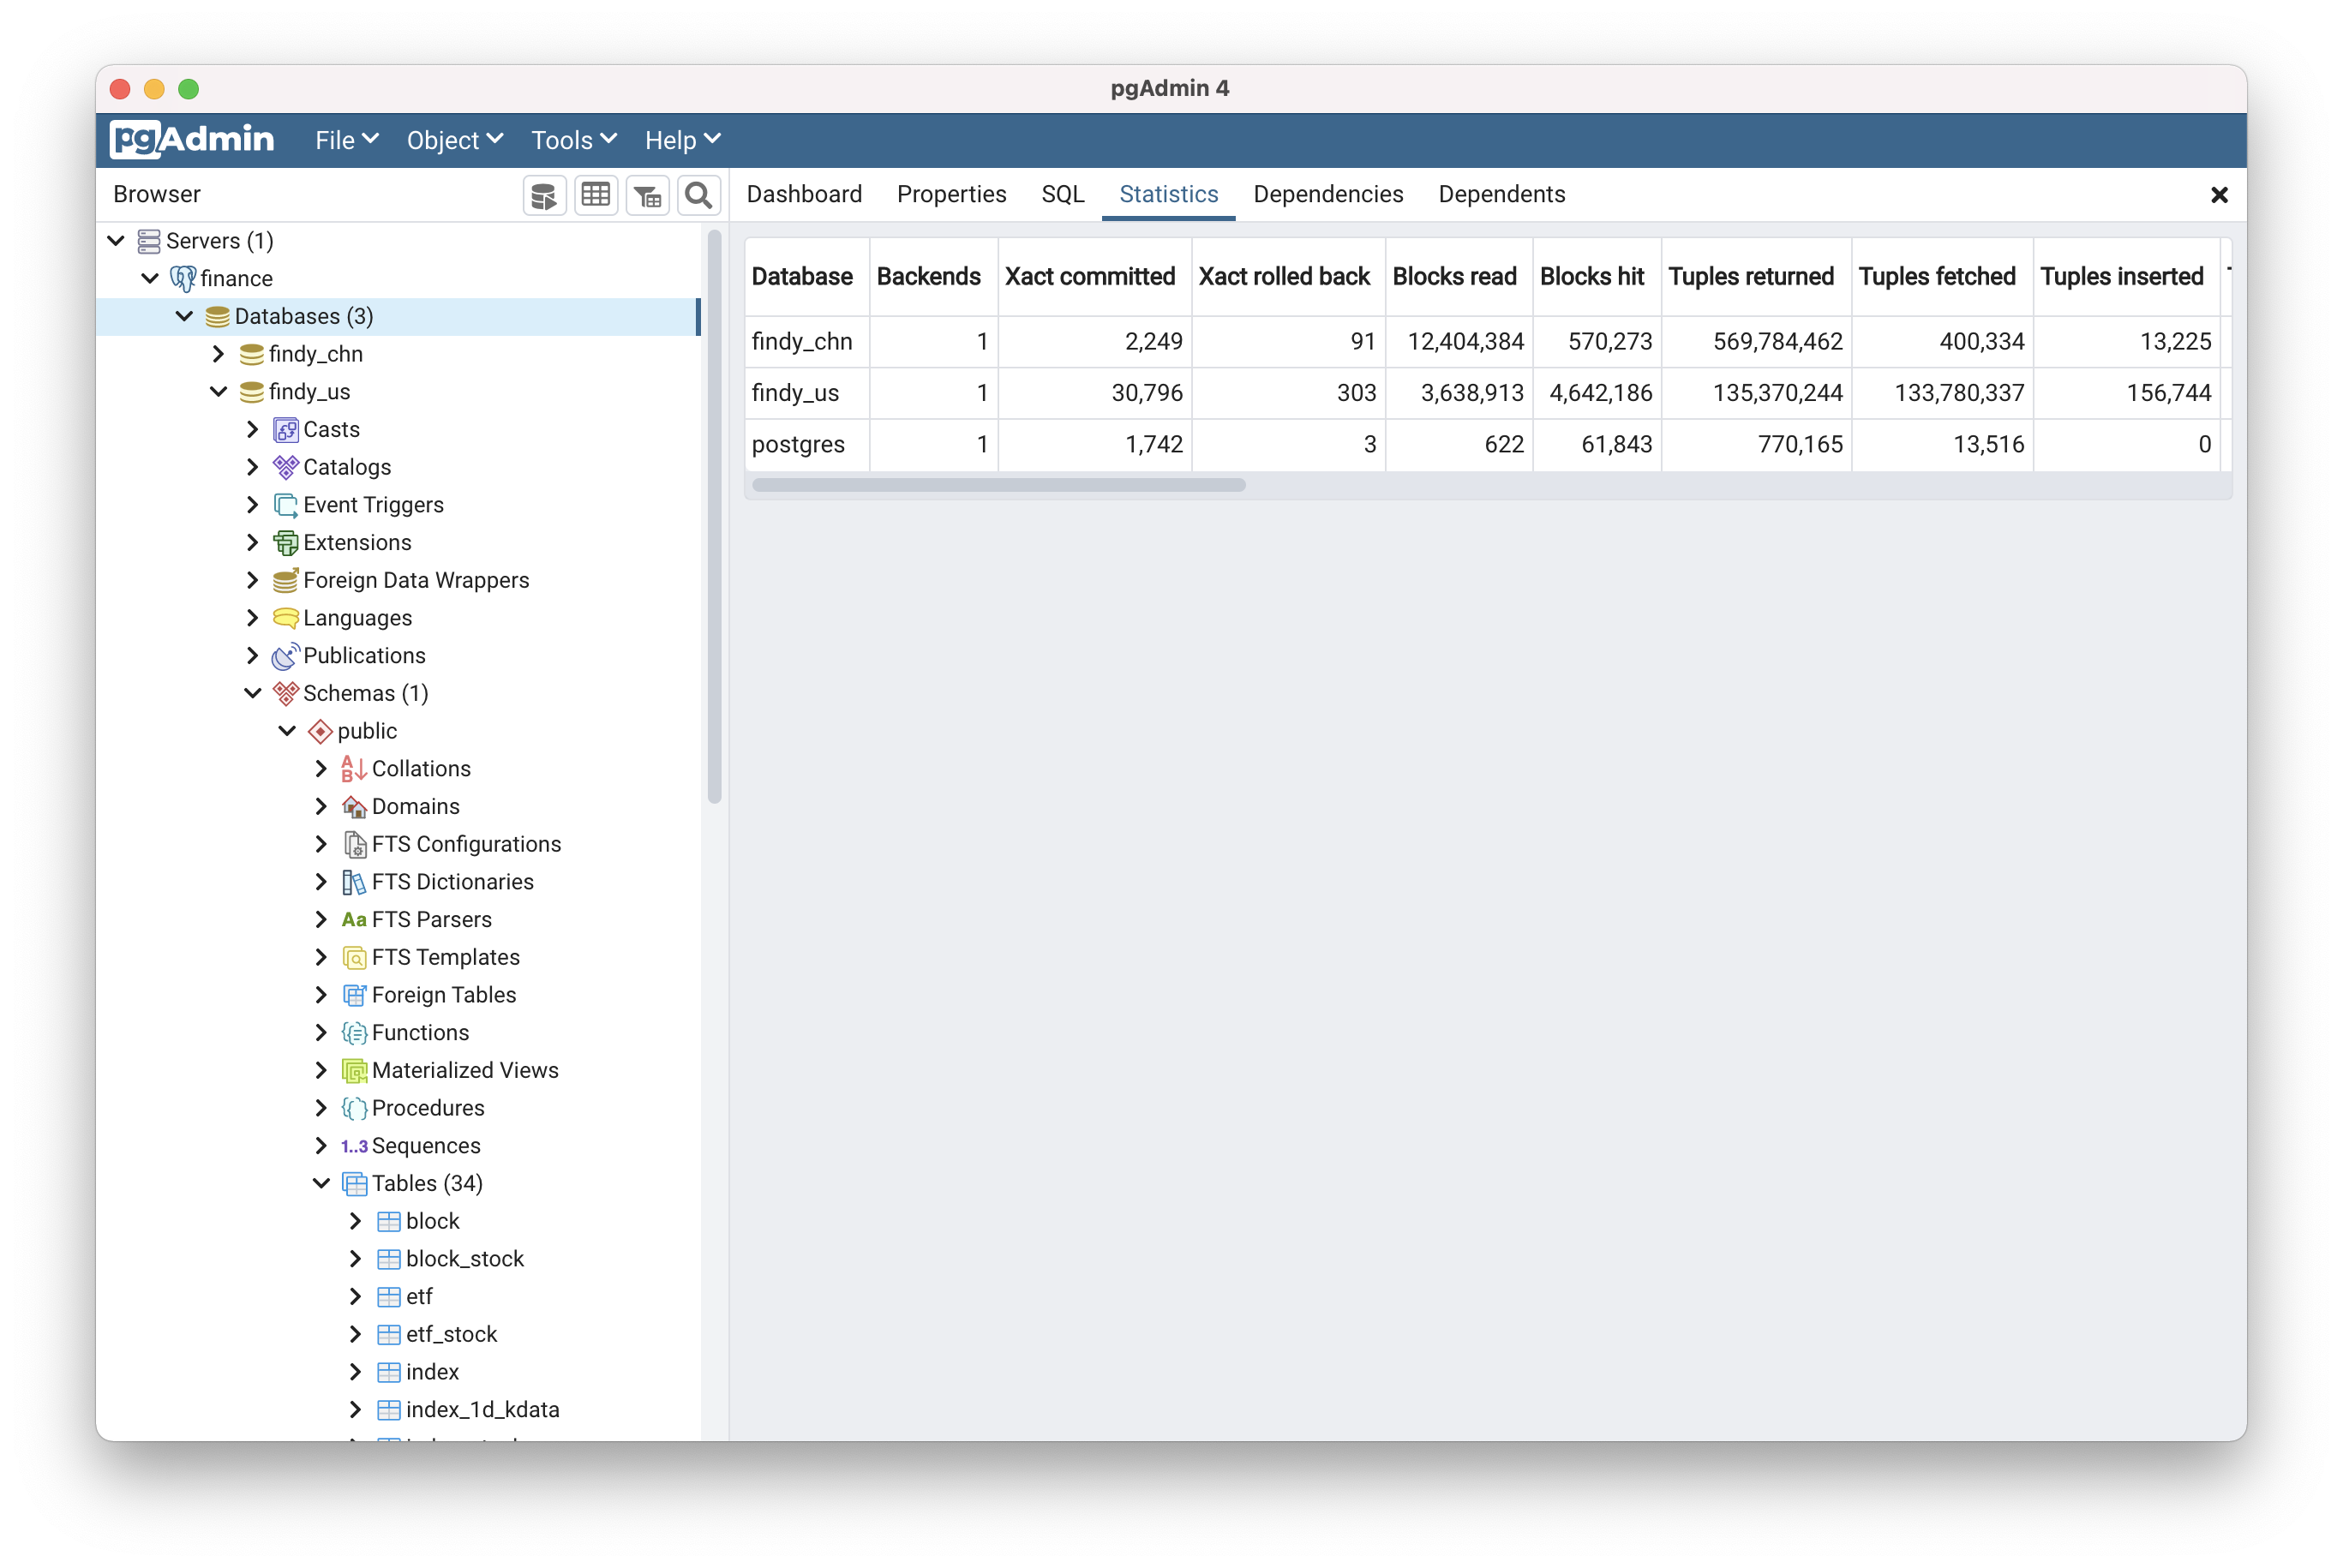 pgAdmin 4
pgAdmin File Object Tools Help
Browser
Dashboard Properties SQL Statistics Dependencies Dependents
Servers (1)
finance
Databases (3)
findy_chn
findy_us
Casts
Catalogs
Event Triggers
Extensions
Foreign Data Wrappers
Languages
Publications
Schemas (1)
public
Collations
Domains
FTS Configurations
FTS Dictionaries
Aa FTS Parsers
FTS Templates
Foreign Tables
Functions
Materialized Views
Procedures
1..3 Sequences
Tables (34)
block
block_stock
etf
etf_stock
index
index_1d_kdata
Database Backends Xact committed Xact rolled back Blocks read Blocks hit Tuples returned Tuples fetched Tuples inserted
findy_chn 1 2,249 91 12,404,384 570,273 569,784,462 400,334 13,225
findy_us 1 30,796 303 3,638,913 4,642,186 135,370,244 133,780,337 156,744
postgres 1 1,742 3 622 61,843 770,165 13,516 0